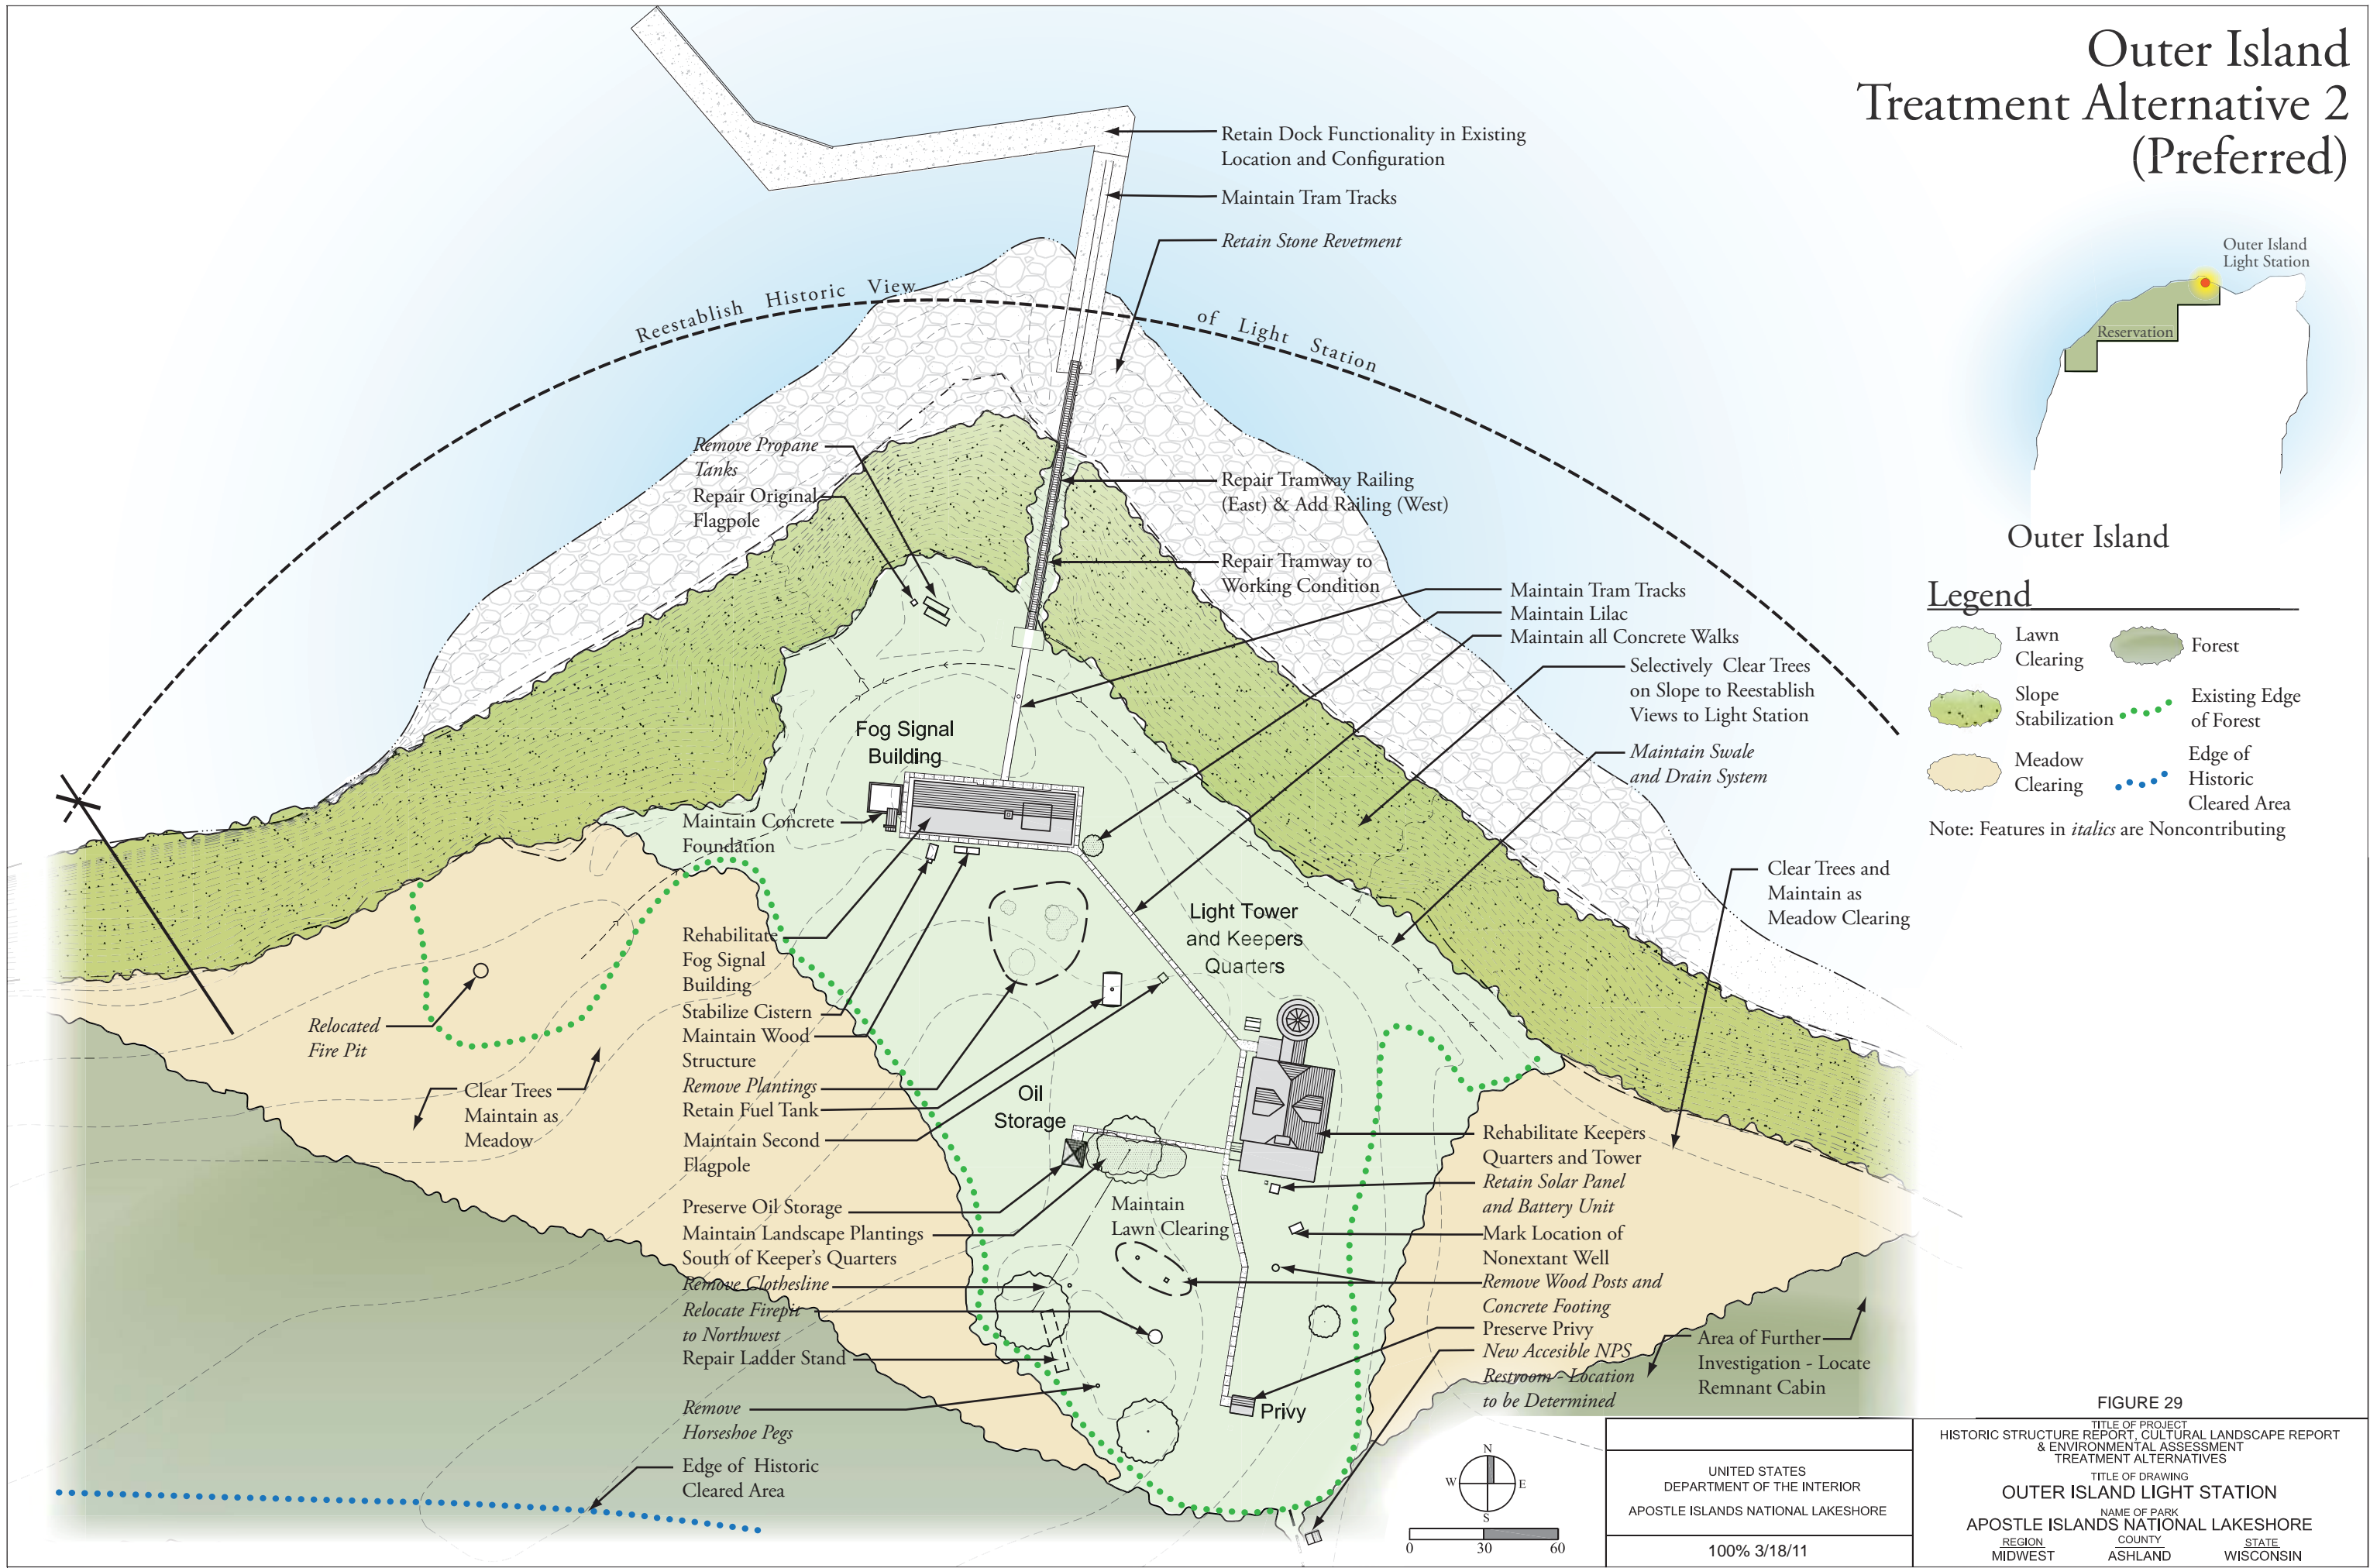 Outer Island
Treatment Alternative 2
(Preferred)
Retain Dock Functionality in Existing
Location and Configuration
Maintain Tram Tracks
Retain Stone Revetment
Reestablish Historic View
of Light Station
Outer Island
Light Station
Reservation
Outer Island
Remove Propane
Tanks
Repair Original
Flagpole
Repair Tramway Railing
(East) & Add Railing (West)
Repair Tramway to
Working Condition
Maintain Tram Tracks
Maintain Lilac
Maintain all Concrete Walks
Selectively Clear Trees
on Slope to Reestablish
Views to Light Station
Maintain Swale
and Drain System
Legend
Lawn
Clearing
Forest
Slope
Stabilization
Existing Edge
of Forest
Meadow
Clearing
Edge of
Historic
Cleared Area
Note: Features in italics are Noncontributing
Fog Signal
Building
Maintain Concrete
Foundation
Clear Trees and
Maintain as
Meadow Clearing
Light Tower
and Keepers
Quarters
Rehabilitate
Fog Signal
Building
Stabilize Cistern
Maintain Wood
Structure
Remove Plantings
Retain Fuel Tank
Maintain Second
Flagpole
Relocated
Fire Pit
Clear Trees
Maintain as
Meadow
Oil
Storage
Preserve Oil Storage
Maintain Landscape Plantings
South of Keeper's Quarters
Remove Clothesline
Relocate Firepit
to Northwest
Repair Ladder Stand
Remove
Horseshoe Pegs
Edge of Historic
Cleared Area
Maintain
Lawn Clearing
Rehabilitate Keepers
Quarters and Tower
Retain Solar Panel
and Battery Unit
Mark Location of
Nonextant Well
Remove Wood Posts and
Concrete Footing
Preserve Privy
New Accesible NPS
Restroom - Location
to be Determined
Area of Further
Investigation - Locate
Remnant Cabin
Privy
N
W
E
S
0 30 60
UNITED STATES
DEPARTMENT OF THE INTERIOR
APOSTLE ISLANDS NATIONAL LAKESHORE
100% 3/18/11
FIGURE 29
TITLE OF PROJECT
HISTORIC STRUCTURE REPORT, CULTURAL LANDSCAPE REPORT
& ENVIRONMENTAL ASSESSMENT
TREATMENT ALTERNATIVES
TITLE OF DRAWING
OUTER ISLAND LIGHT STATION
NAME OF PARK
APOSTLE ISLANDS NATIONAL LAKESHORE
REGION COUNTY STATE
MIDWEST ASHLAND WISCONSIN